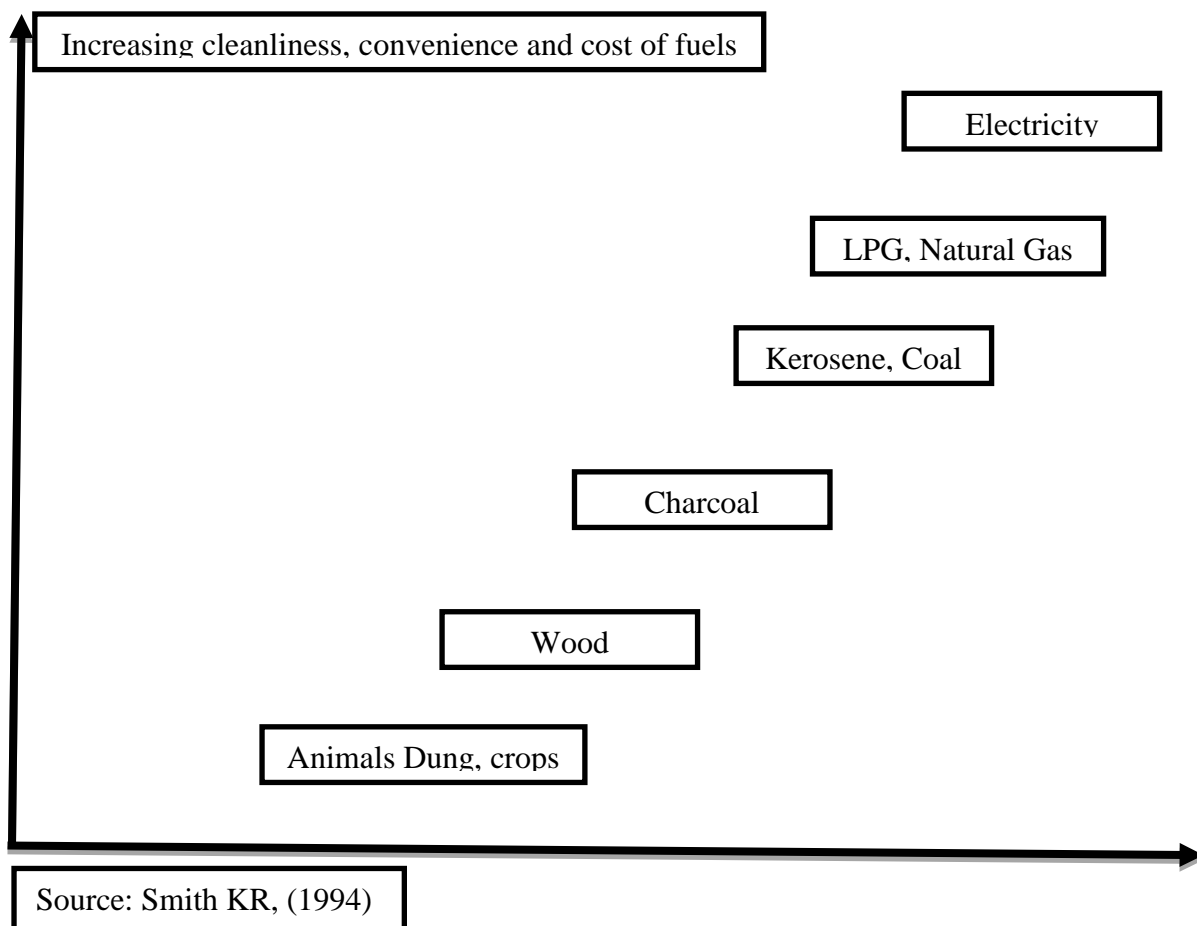 Increasing cleanliness, convenience and cost of fuels
Electricity
LPG, Natural Gas
Kerosene, Coal
Charcoal
Wood
Animals Dung, crops
Source: Smith KR, (1994)